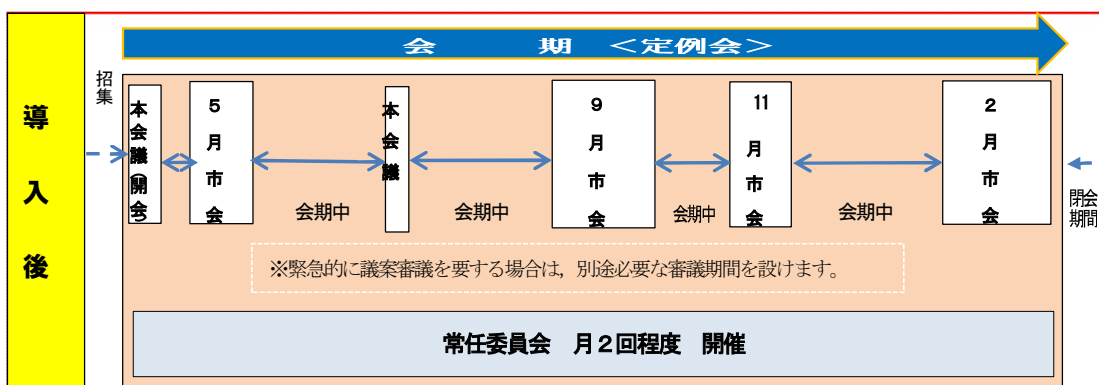 導入後
会期＜定例会＞
招集
本会議（開会）
5月市会
会期中
本会議
会期中
9月市会
会期中
11月市会
会期中
2月市会
閉会期間
※緊急的に議案審議を要する場合は，別途必要な審議期間を設けます。
常任委員会　月２回程度　開催